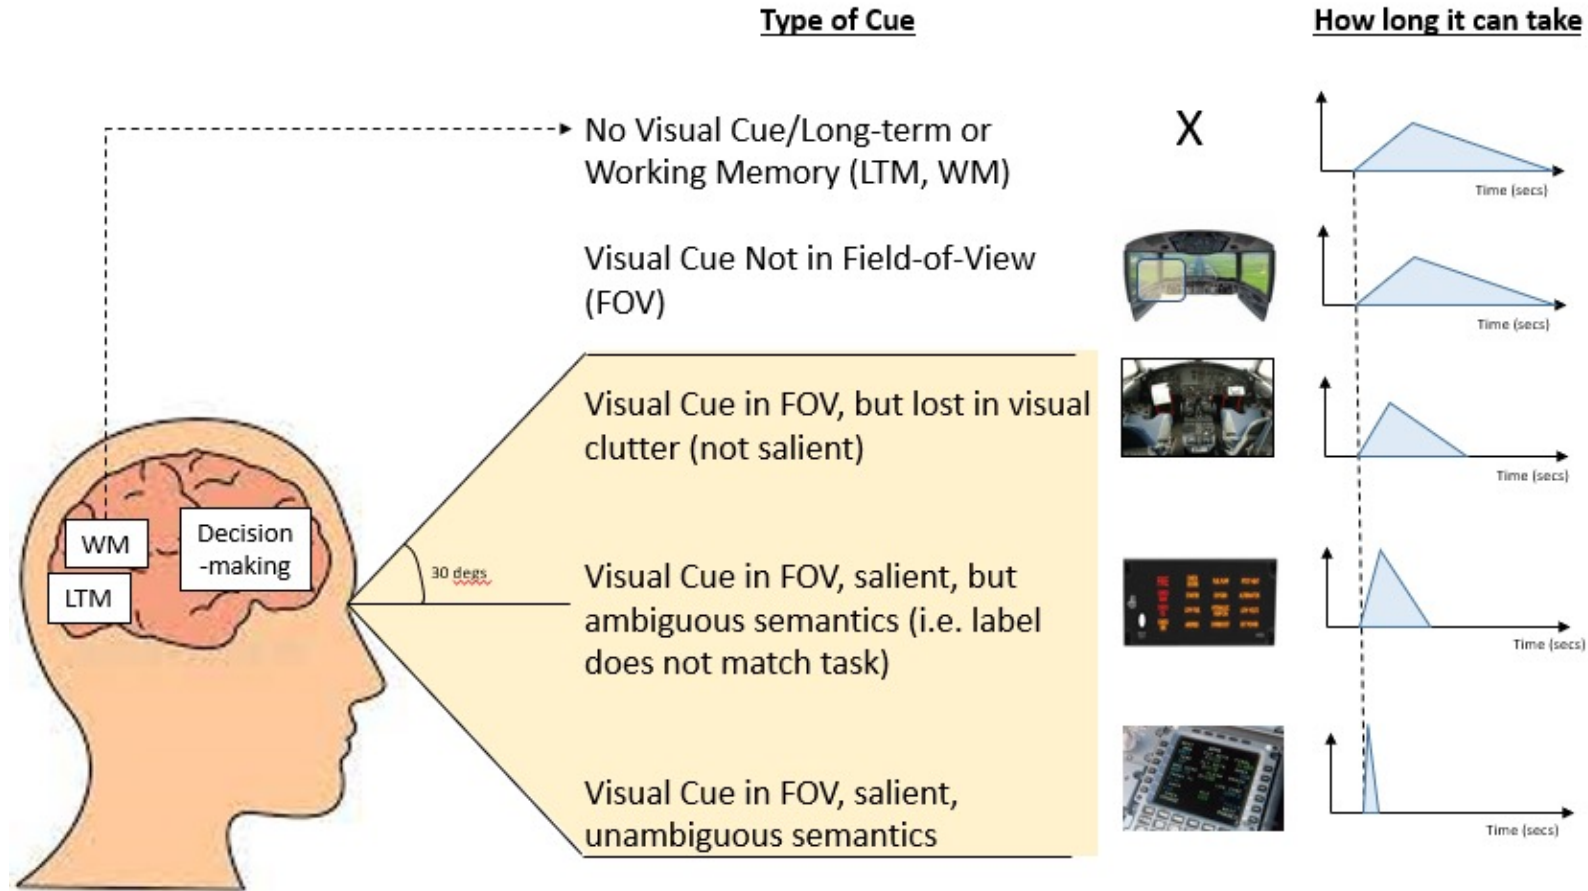 Type of Cue
How long it can take
No Visual Cue/Long-term or
Working Memory (LTM, WM)
X
Time (secs)
Visual Cue Not in Field-of-View
(FOV)
Time (secs)
Visual Cue in FOV, but lost in visual
clutter (not salient)
Time (secs)
WM
LTM
Decision
-making
30 degs
Visual Cue in FOV, salient, but
ambiguous semantics (i.e. label
does not match task)
Time (secs)
Visual Cue in FOV, salient,
unambiguous semantics
Time (secs)